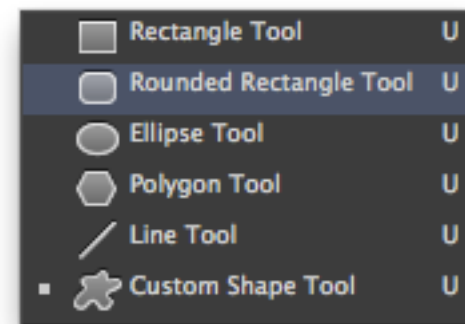 Rectangle Tool U
Rounded Rectangle Tool U
Ellipse Tool U
Polygon Tool U
Line Tool U
Custom Shape Tool U